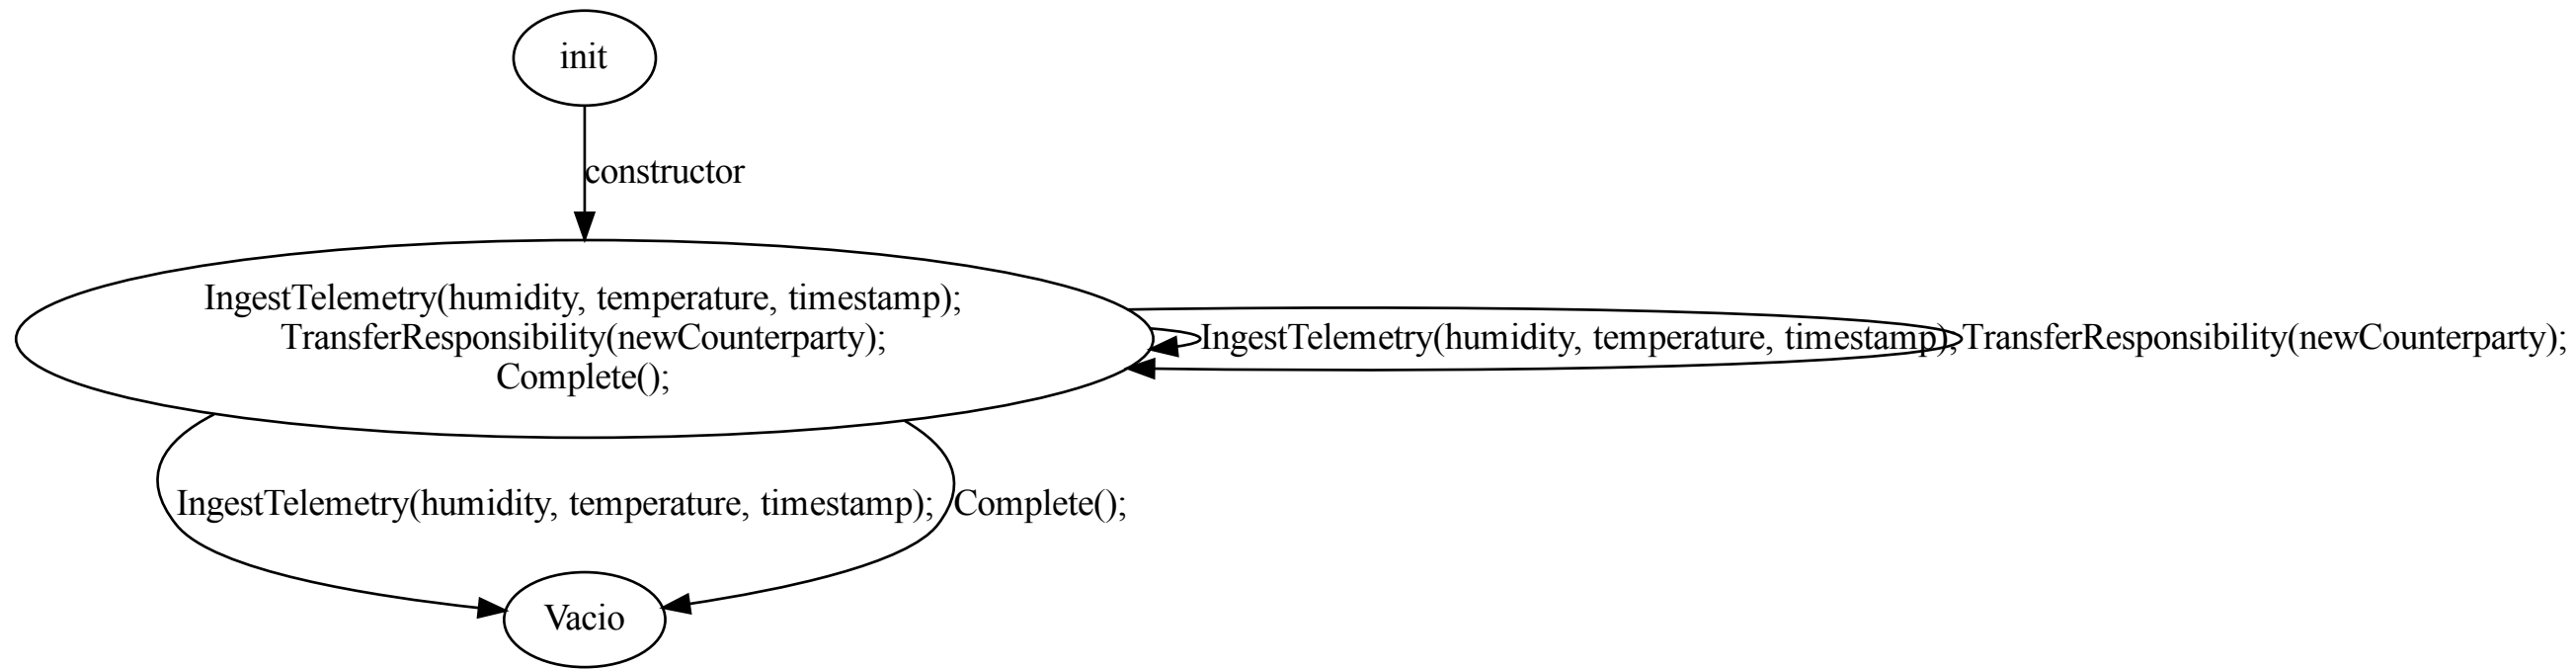 init
constructor
IngestTelemetry(humidity, temperature, timestamp);
TransferResponsibility(newCounterparty);
Complete();
IngestTelemetry(humidity, temperature, timestamp);
TransferResponsibility(newCounterparty);
IngestTelemetry(humidity, temperature, timestamp);
Complete();
Vacio